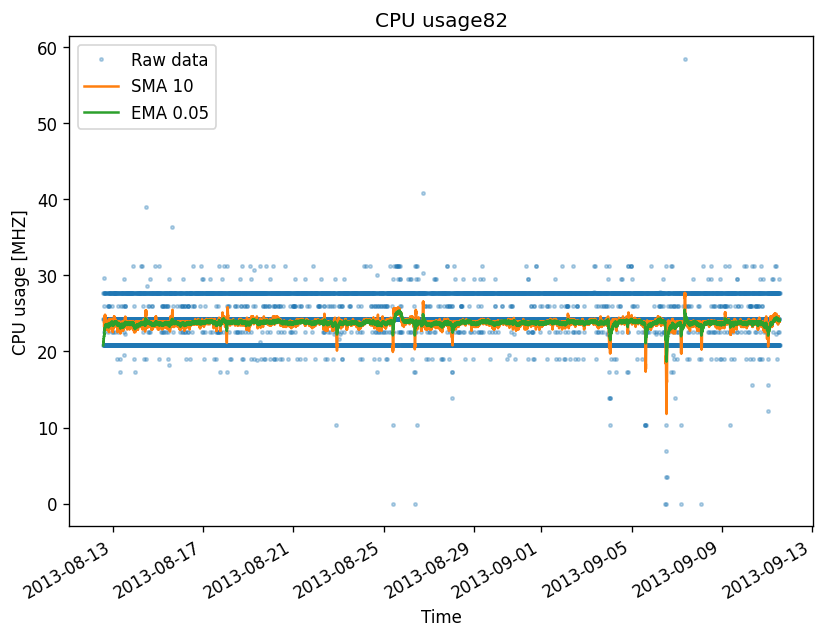 CPU usage82
60
50
40
30
20
10
0
CPU usage [MHZ]
Raw data
SMA 10
EMA 0.05
2013-08-13
2013-08-17
2013-08-21
2013-08-25
2013-08-29
2013-09-01
2013-09-05
2013-09-09
2013-09-13
Time